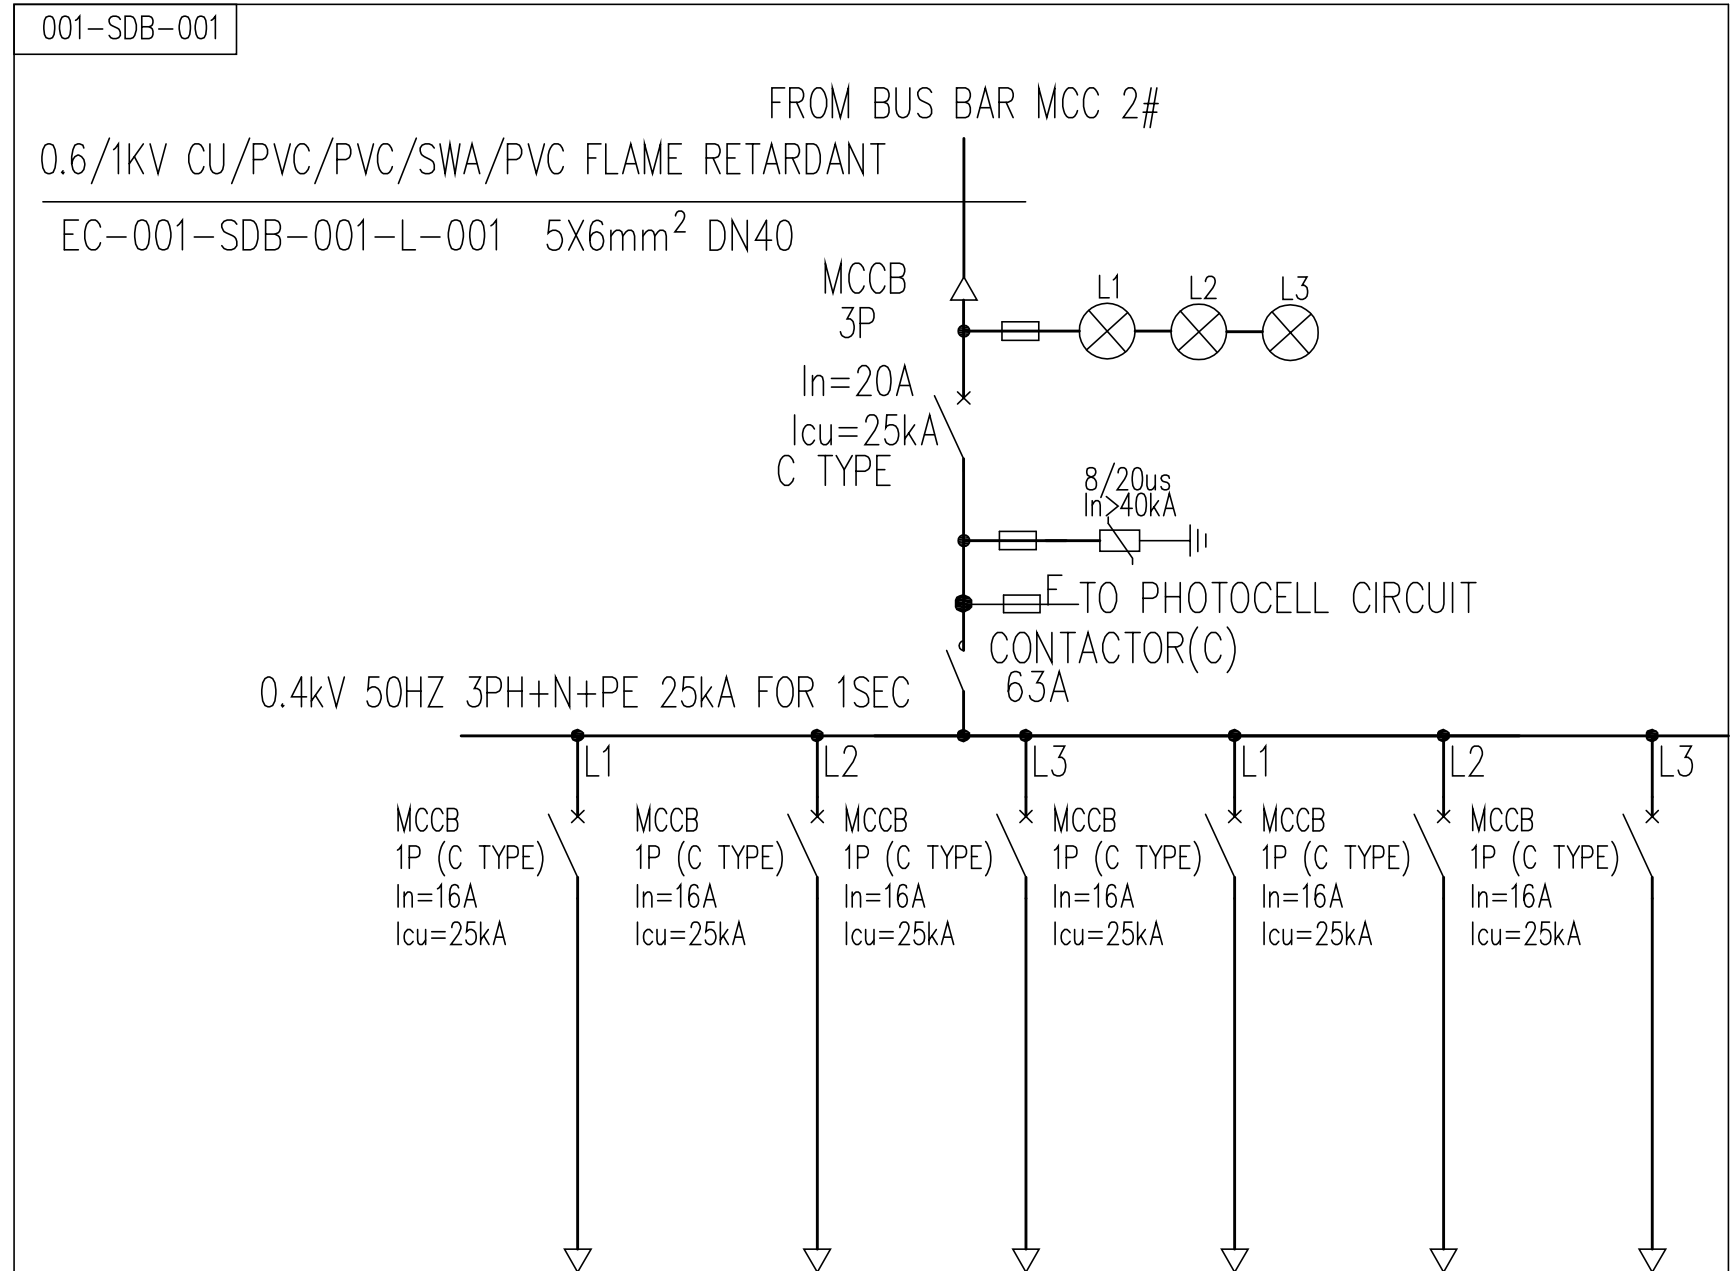 001-SDB-001
FROM BUS BAR MCC 2#
0.6/1KV CU/PVC/PVC/SWA/PVC FLAME RETARDANT
EC-001-SDB-001-L-001 5X6mm² DN40
MCCB
3P
L1 L2 L3
In=20A
Icu=25kA
C TYPE
8/20us
In>40kA
F TO PHOTOCELL CIRCUIT
CONTACTOR(C)
63A
0.4kV 50HZ 3PH+N+PE 25kA FOR 1SEC
L1 L2 L3 L1 L2 L3
MCCB MCCB MCCB MCCB MCCB MCCB
1P (C TYPE) 1P (C TYPE) 1P (C TYPE) 1P (C TYPE) 1P (C TYPE) 1P (C TYPE)
In=16A In=16A In=16A In=16A In=16A In=16A
Icu=25kA Icu=25kA Icu=25kA Icu=25kA Icu=25kA Icu=25kA